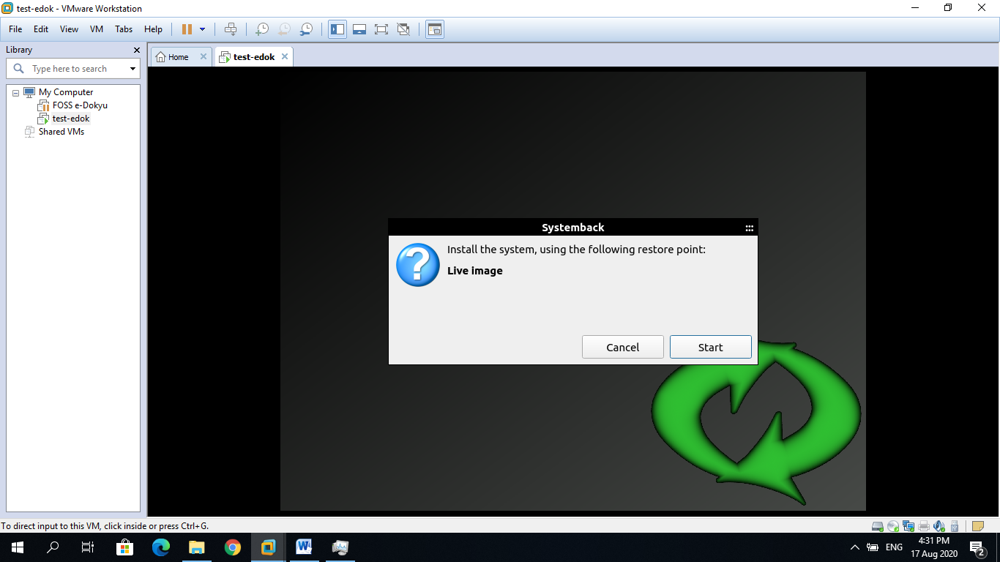 test-edok - VMware Workstation
File Edit View VM Tabs Help
Library
Home
test-edok
Type here to search
My Computer
FOSS e-Dokyu
test-edok
Shared VMs
Systemback
Install the system, using the following restore point:
Live image
Cancel
Start
To direct input to this VM, click inside or press Ctrl+G.
ENG
4:31 PM
17 Aug 2020
2